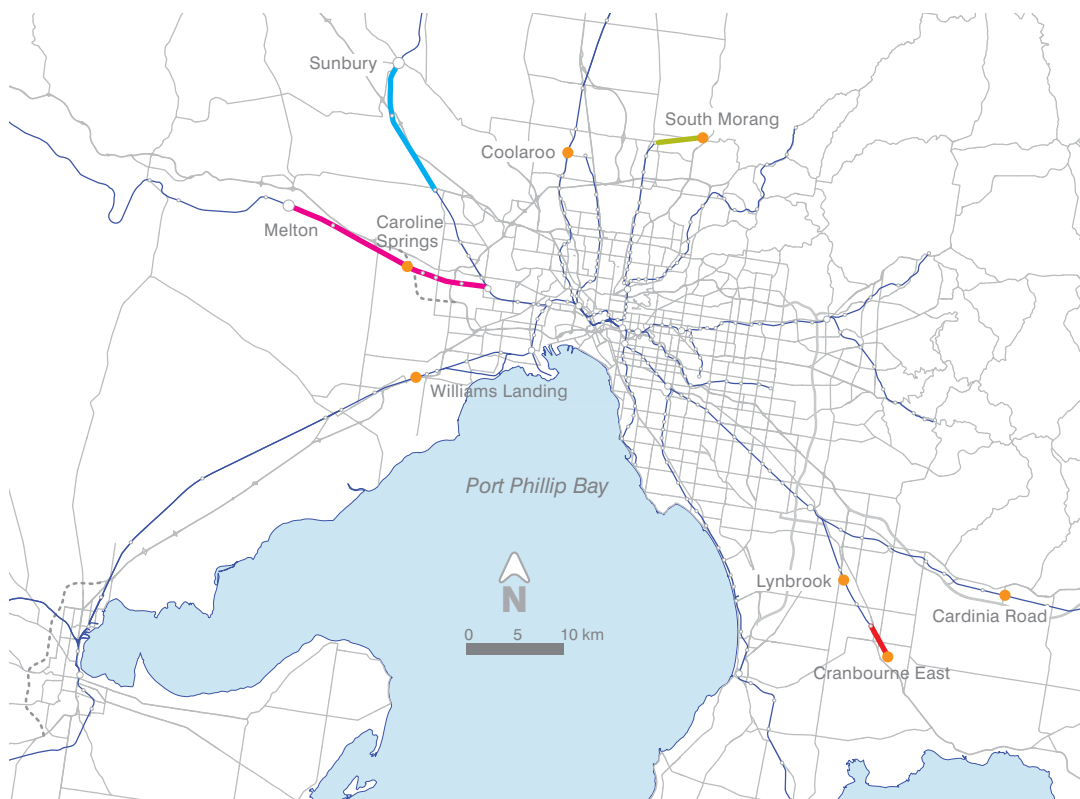 Sunbury
South Morang
Coolaroo
Caroline
Springs
Melton
Williams Landing
Port Phillip Bay
N
0 5 10 km
Lynbrook
Cardinia Road
Cranbourne East